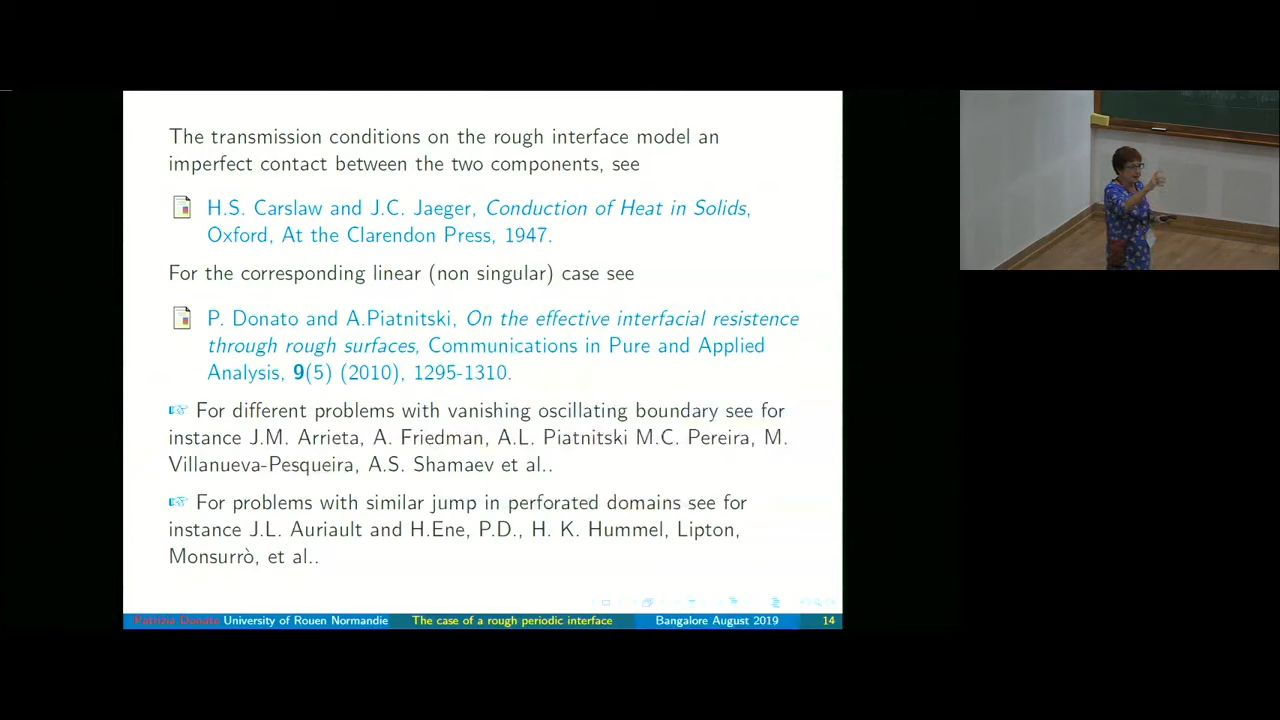 The transmission conditions on the rough interface model an
imperfect contact between the two components, see
H.S. Carslaw and J.C. Jaeger, Conduction of Heat in Solids,
Oxford, At the Clarendon Press, 1947.
For the corresponding linear (non singular) case see
P. Donato and A.Piatnitski, On the effective interfacial resistence
through rough surfaces, Communications in Pure and Applied
Analysis, 9(5) (2010), 1295-1310.
☞ For different problems with vanishing oscillating boundary see for
instance J.M. Arrieta, A. Friedman, A.L. Piatnitski M.C. Pereira, M.
Villanueva-Pesqueira, A.S. Shamaev et al..
☞ For problems with similar jump in perforated domains see for
instance J.L. Auriault and H.Ene, P.D., H. K. Hummel, Lipton,
Monsurrò, et al..
Patrizia Donato University of Rouen Normandie The case of a rough periodic interface Bangalore August 2019 14